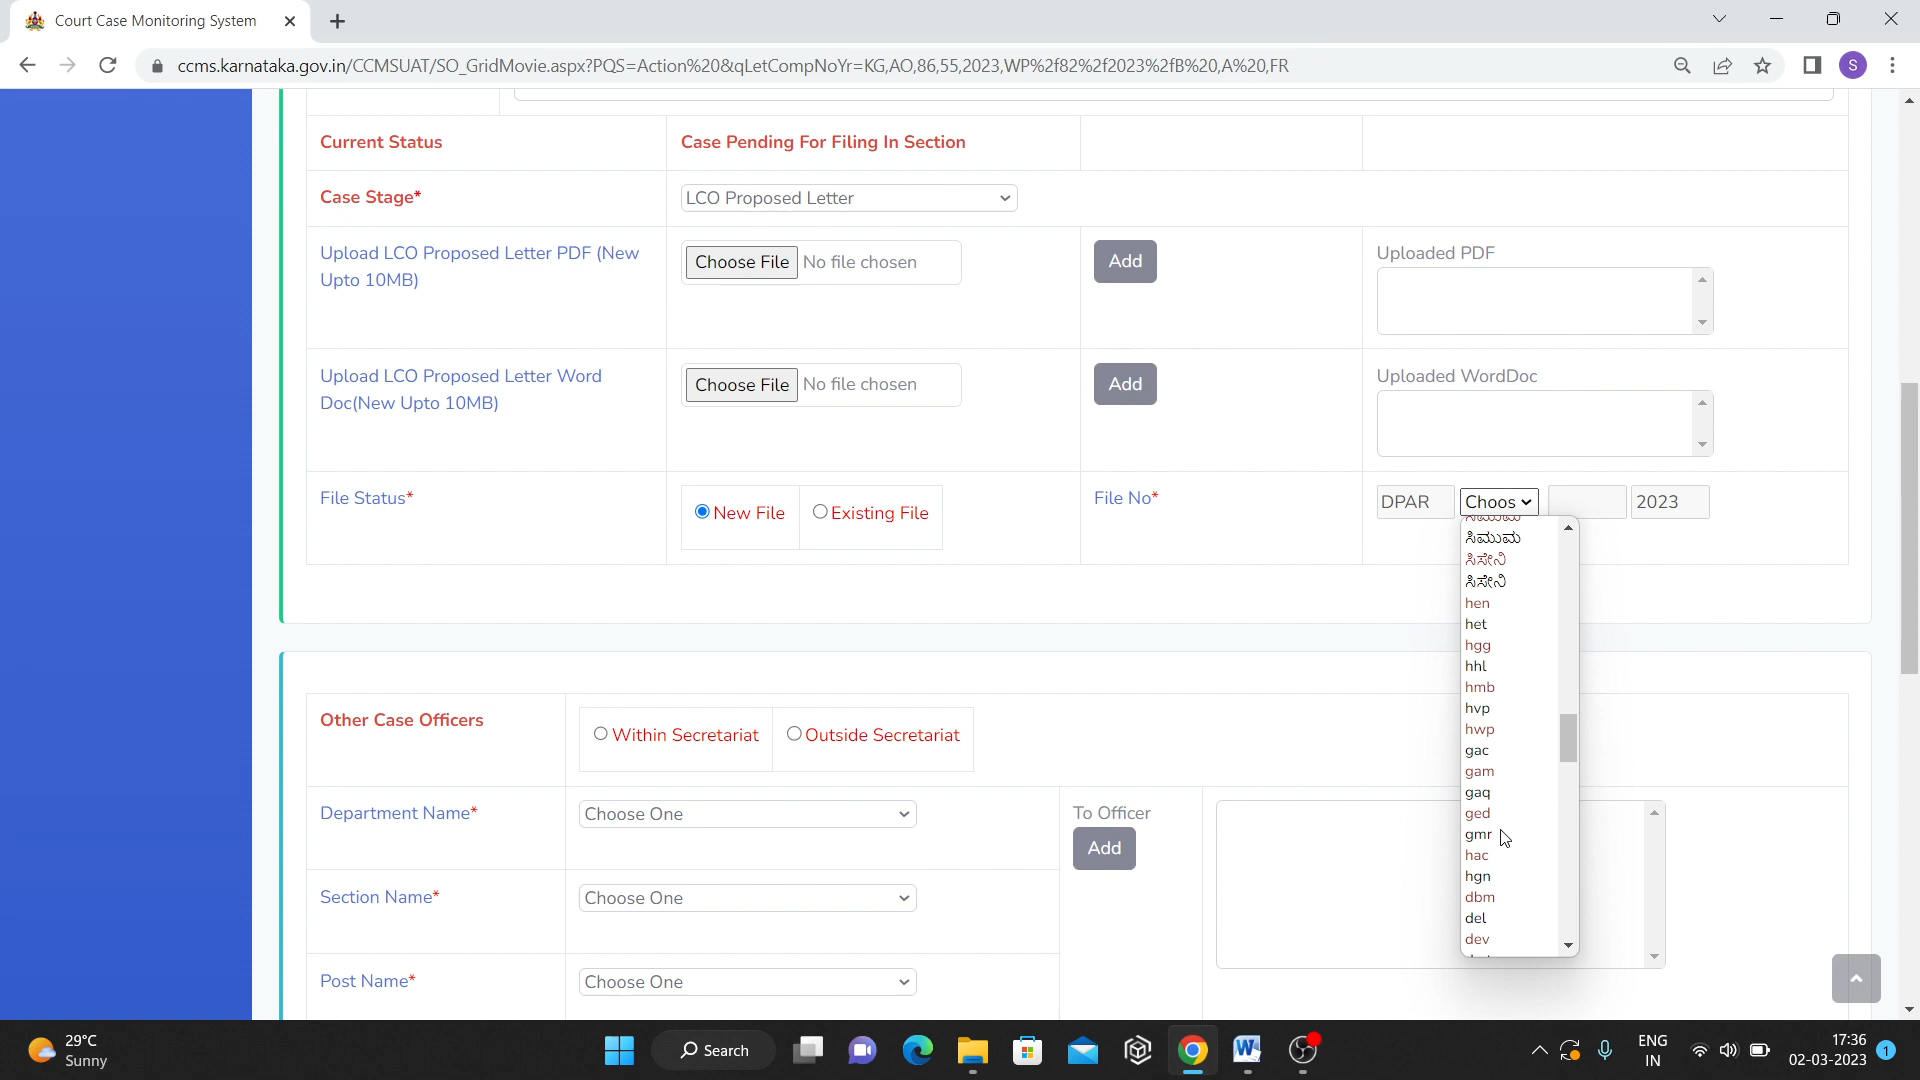 Court Case Monitoring System
ccms.karnataka.gov.in/CCMSUAT/SO_GridMovie.aspx?PQS=Action%20&qLetCompNoYr=KG,AO,86,55,2023,WP%2f82%2f2023%2fB%20,A%20,FR
S
Current Status Case Pending For Filing In Section
Case Stage* LCO Proposed Letter
Upload LCO Proposed Letter PDF (New
Upto 10MB)
Choose File No file chosen
Add
Uploaded PDF
Upload LCO Proposed Letter Word
Doc(New Upto 10MB)
Choose File No file chosen
Add
Uploaded WordDoc
File Status*
New File Existing File
File No*
DPAR Choos 2023
ಸಿಮುಮ
ಸಿಸೇನಿ
ಸಿಸೇನಿ
hen
het
hgg
hhl
hmb
hvp
hwp
gac
gam
gaq
ged
gmr
hac
hgn
dbm
del
dev
Other Case Officers
Within Secretariat Outside Secretariat
Department Name* Choose One
To Officer
Add
Section Name* Choose One
Post Name* Choose One
29°C
Sunny
Search
ENG
IN
17:36
02-03-2023
1